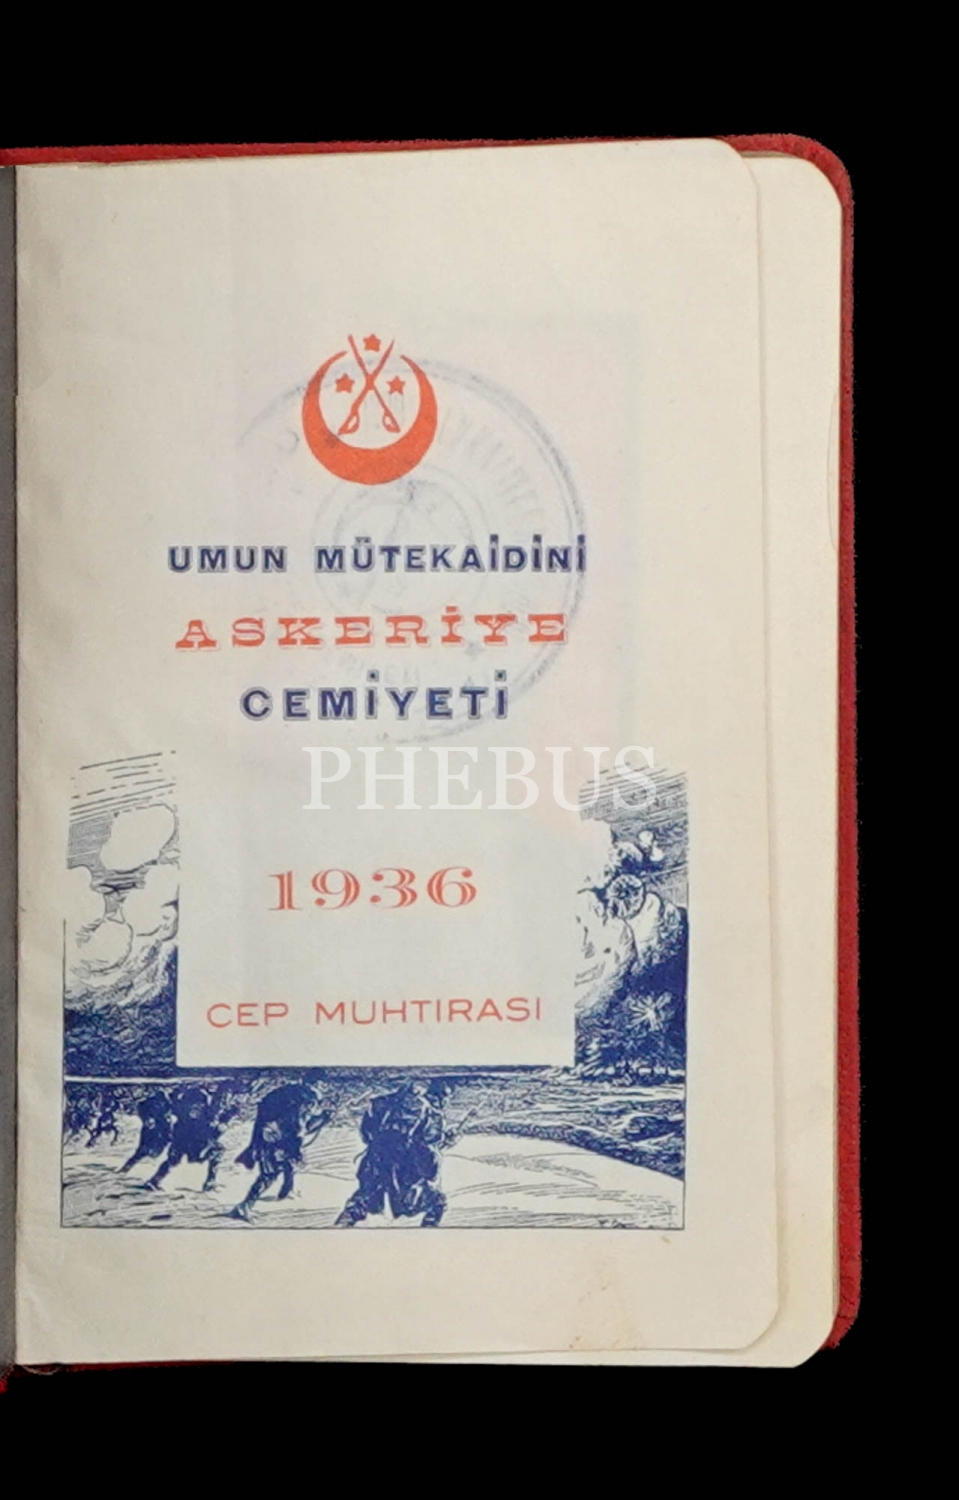 UMUN MÜTEKAİDİNİ
ASKERİYE
CEMİYETİ
PHEBUS
1936
CEP MUHTIRASI